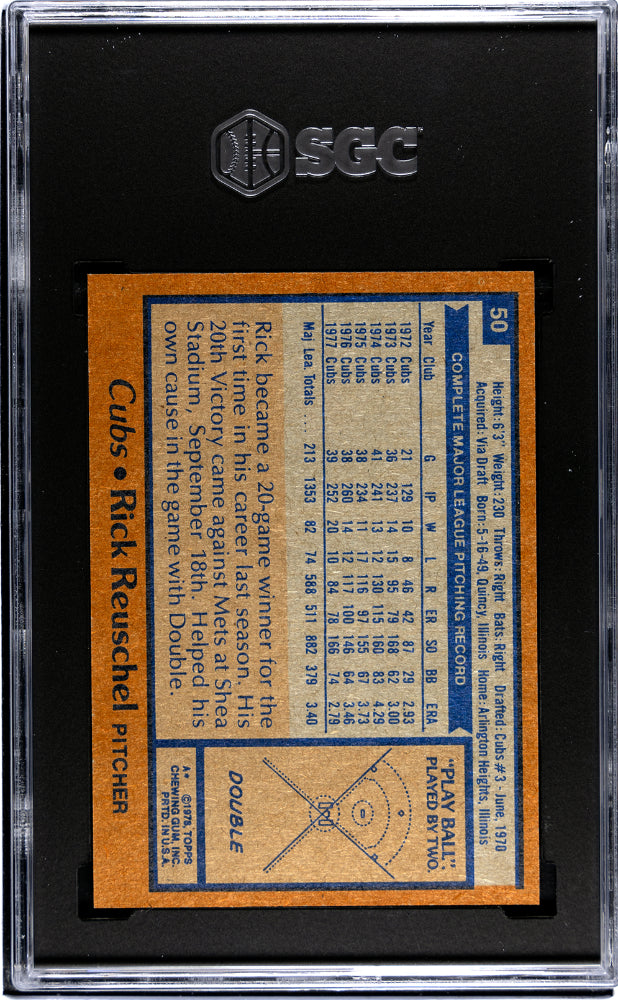 SGC
50
Height: 6'3" Weight: 230 Throws: Right Bats: Right Drafted: Cubs #3 - June, 1970
Acquired: Via Draft Born: 5-16-49, Quincy, Illinois Home: Arlington Heights, Illinois
COMPLETE MAJOR LEAGUE PITCHING RECORD
Year Club G IP W L R ER SO BB ERA
1972 Cubs 21 129 10 8 46 42 87 29 2.93
1973 Cubs 36 237 14 15 95 79 168 62 3.00
1974 Cubs 41 241 13 12 130 115 160 83 4.29
1975 Cubs 38 234 11 17 116 97 155 67 3.73
1976 Cubs 38 260 14 12 117 100 146 64 3.46
1977 Cubs 39 252 20 10 84 78 166 74 2.79
Maj. Lea. Totals . . . . 213 1353 82 74 588 511 882 379 3.40
Rick became a 20-game winner for the
first time in his career last season. His
20th Victory came against Mets at Shea
Stadium, September 18th. Helped his
own cause in the game with Double.
"PLAY BALL",
PLAYED BY TWO.
DOUBLE
A* ©1978, TOPPS
CHEWING GUM, INC.
PRTD. IN U.S.A.
Cubs • Rick Reuschel PITCHER